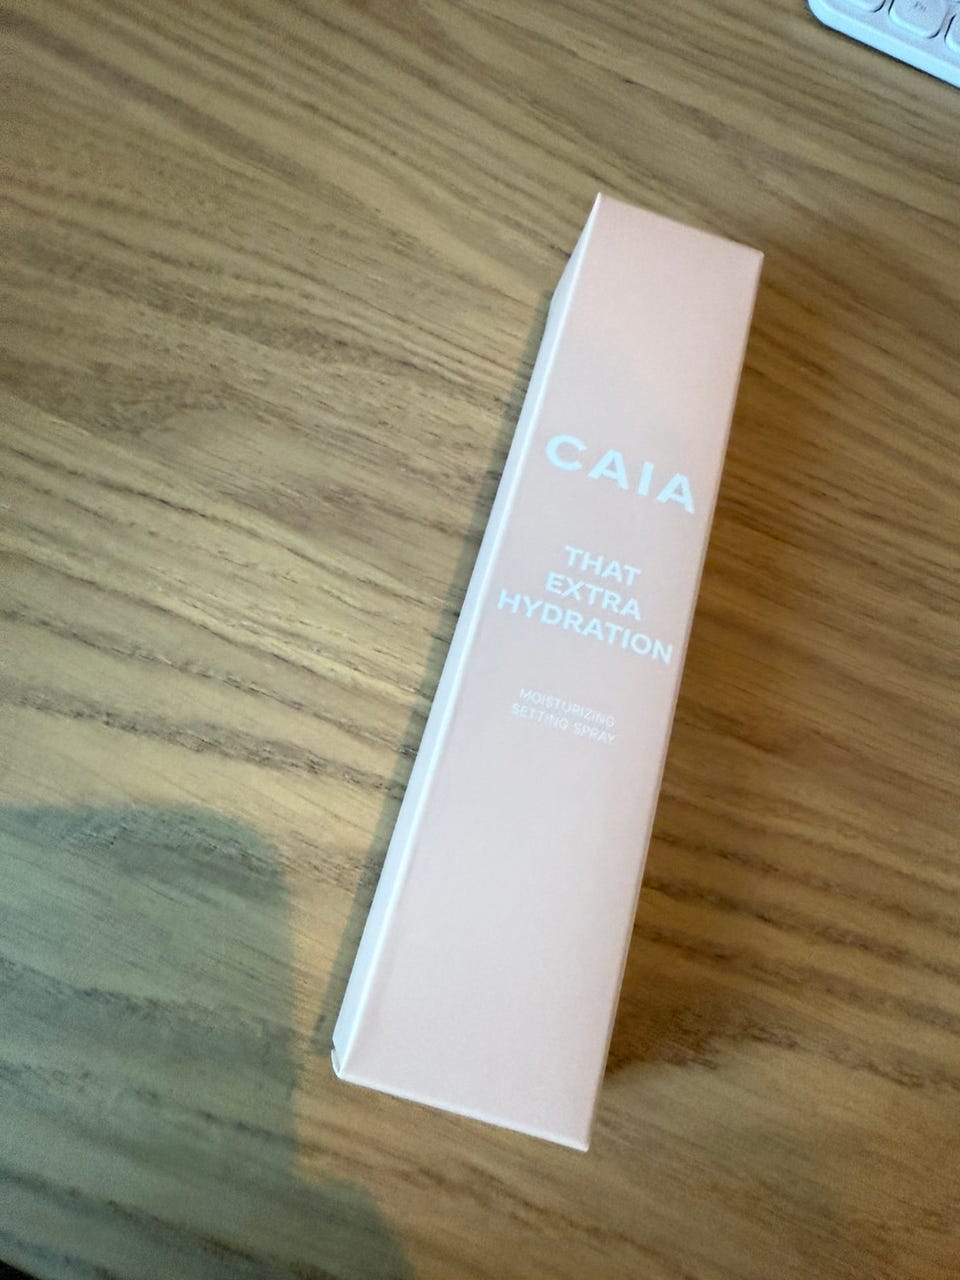 CAIA
THAT
EXTRA
HYDRATION
MOISTURIZING
SETTING SPRAY